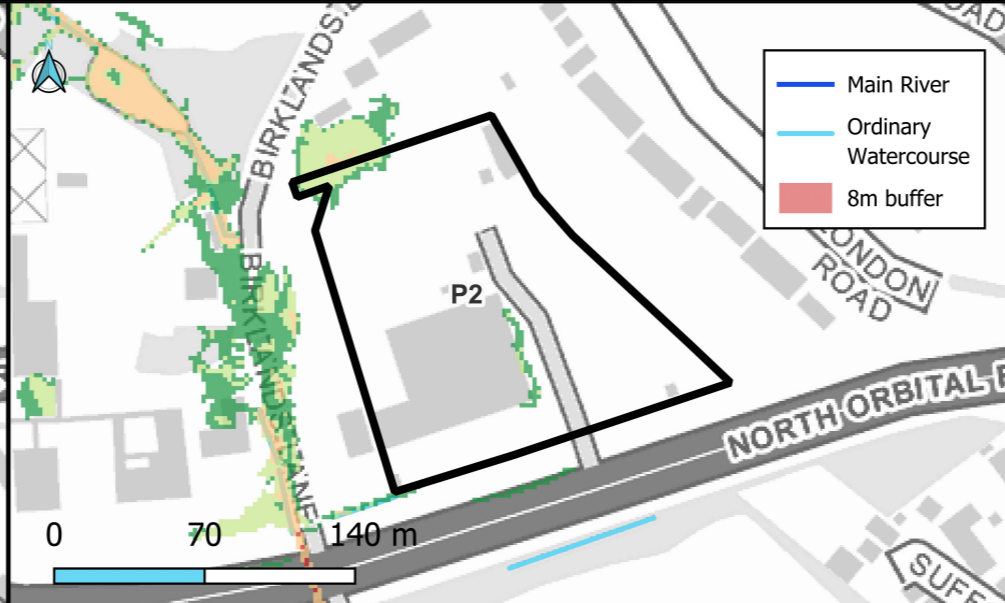 BIRKLANDS
Main River
Ordinary
Watercourse
8m buffer
LONDON
ROAD
BIRKLANDS LANE
P2
NORTH ORBITAL
0 70 140 m